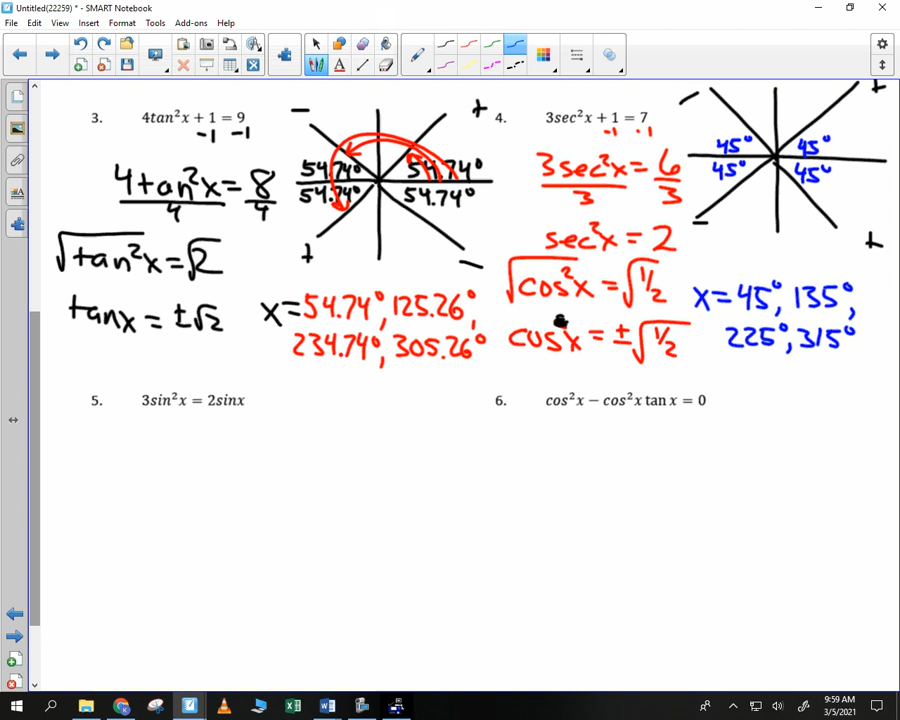 Untitled(22259) * - SMART Notebook
File Edit View Insert Format Tools Add-ons Help
3. 4tan²x + 1 = 9
−1 −1
4tan²x = 8
4 4
√tan²x = √2
tanx = ±√2
− +
54.74° 54.74°
54.74° 54.74°
+ −
x = 54.74°, 125.26°,
234.74°, 305.26°
4. 3sec²x + 1 = 7
-1 -1
3sec²x = 6
3 3
sec²x = 2
√cos²x = √1/2
cosx = ±√1/2
− +
45° 45°
45° 45°
− +
x = 45°, 135°,
225°, 315°
5. 3sin²x = 2sinx
6. cos²x − cos²x tan x = 0
9:59 AM
3/5/2021